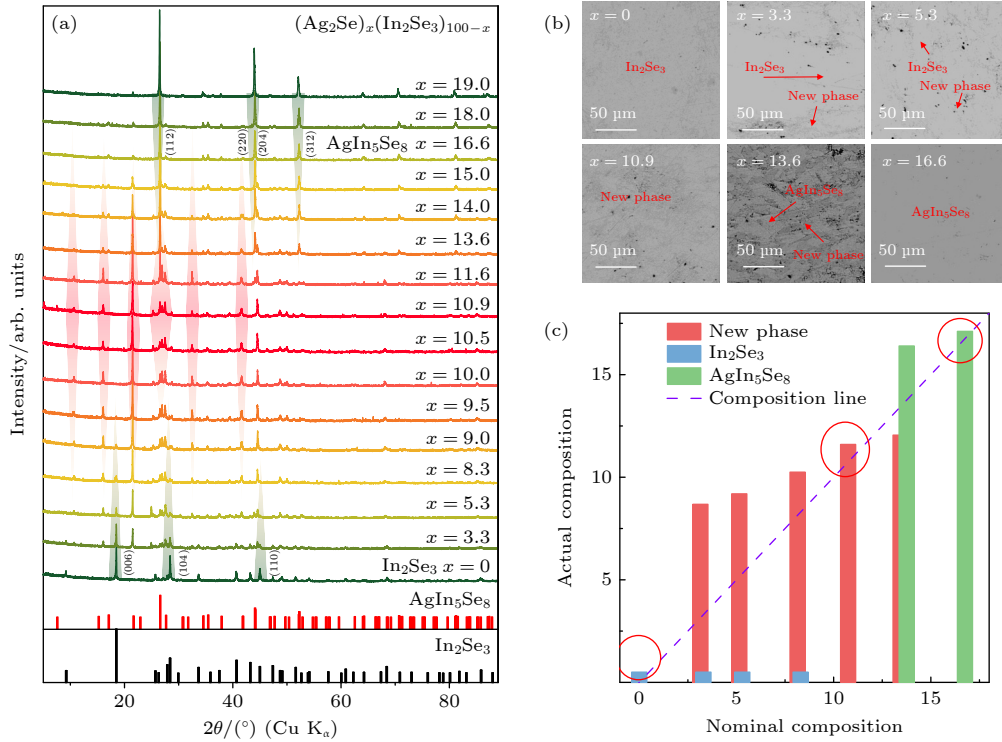 (a)
(Ag₂Se)ₓ(In₂Se₃)₁₀₀₋ₓ
x = 19.0
x = 18.0
AgIn₅Se₈ x = 16.6
(112)
(220)
(204)
(312)
x = 15.0
x = 14.0
x = 13.6
x = 11.6
x = 10.9
x = 10.5
x = 10.0
x = 9.5
x = 9.0
x = 8.3
x = 5.3
x = 3.3
In₂Se₃ x = 0
(006)
(104)
(110)
AgIn₅Se₈
In₂Se₃
Intensity/arb. units
20
40
60
80
2θ/(°) (Cu Kα)
(b)
x = 0
In₂Se₃
50 µm
x = 3.3
In₂Se₃
New phase
50 µm
x = 5.3
In₂Se₃
New phase
50 µm
x = 10.9
New phase
50 µm
x = 13.6
AgIn₅Se₈
New phase
50 µm
x = 16.6
AgIn₅Se₈
50 µm
(c)
New phase
In₂Se₃
AgIn₅Se₈
Composition line
15
10
5
Actual composition
0
5
10
15
Nominal composition